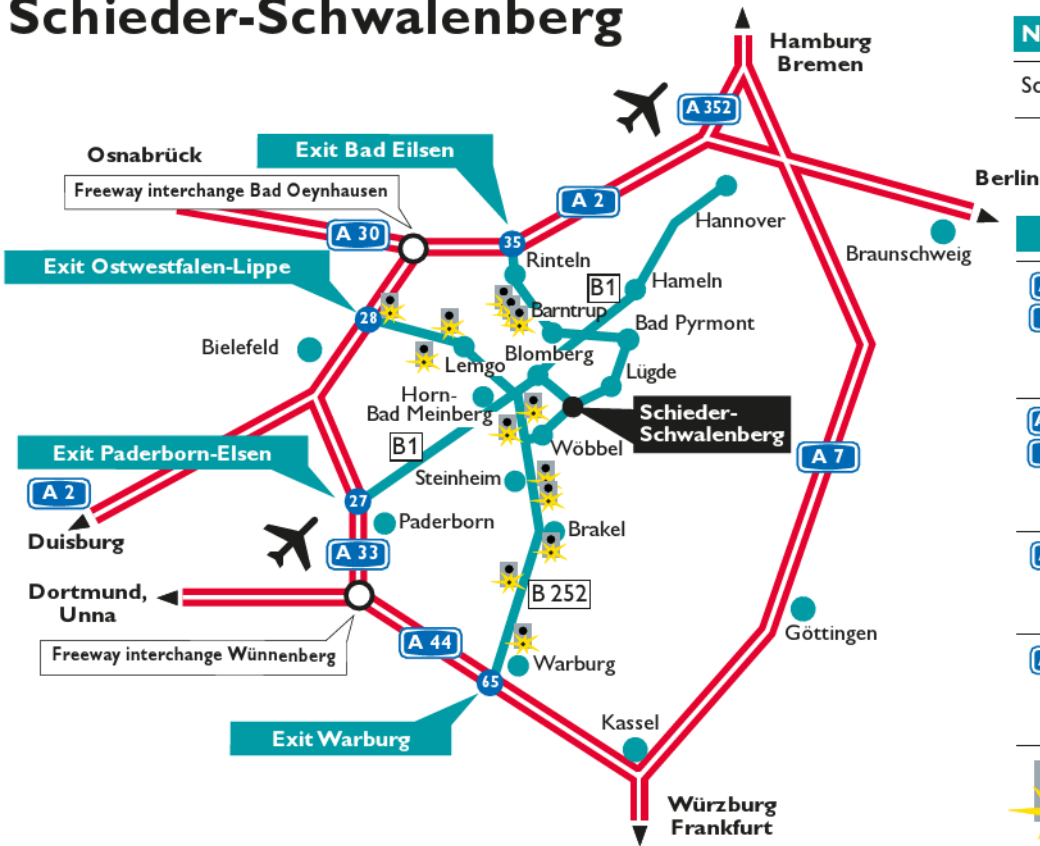 Schieder-Schwalenberg
N
Hamburg
Bremen
Sc
A 352
Exit Bad Eilsen
Osnabrück
Freeway interchange Bad Oeynhausen
Berlin
A 2
Hannover
A 30
35
Braunschweig
Rinteln
Exit Ostwestfalen-Lippe
B1
Hameln
28
Barntrup
Bad Pyrmont
Bielefeld
Blomberg
Lemgo
Lügde
Horn-
Bad Meinberg
Schieder-
Schwalenberg
B1
Wöbbel
Exit Paderborn-Elsen
A 7
Steinheim
A 2
27
Paderborn
Brakel
Duisburg
A 33
Dortmund,
Unna
B 252
Göttingen
A 44
Freeway interchange Wünnenberg
Warburg
65
Kassel
Exit Warburg
Würzburg
Frankfurt